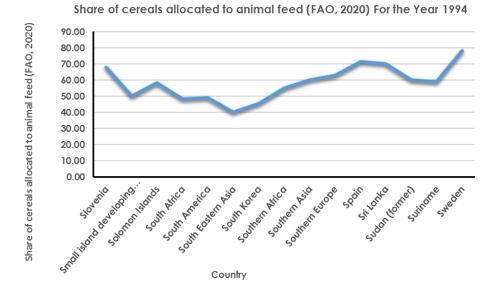 Share of cereals allocated to animal feed (FAO, 2020) For the Year 1994
Share of cereals allocated to animal feed (FAO, 2020)
90.00
80.00
70.00
60.00
50.00
40.00
30.00
20.00
10.00
0.00
Slovenia
Small island developing...
Solomon Islands
South Africa
South America
South Eastern Asia
South Korea
Southern Africa
Southern Asia
Southern Europe
Spain
Sri Lanka
Sudan (former)
Suriname
Sweden
Country